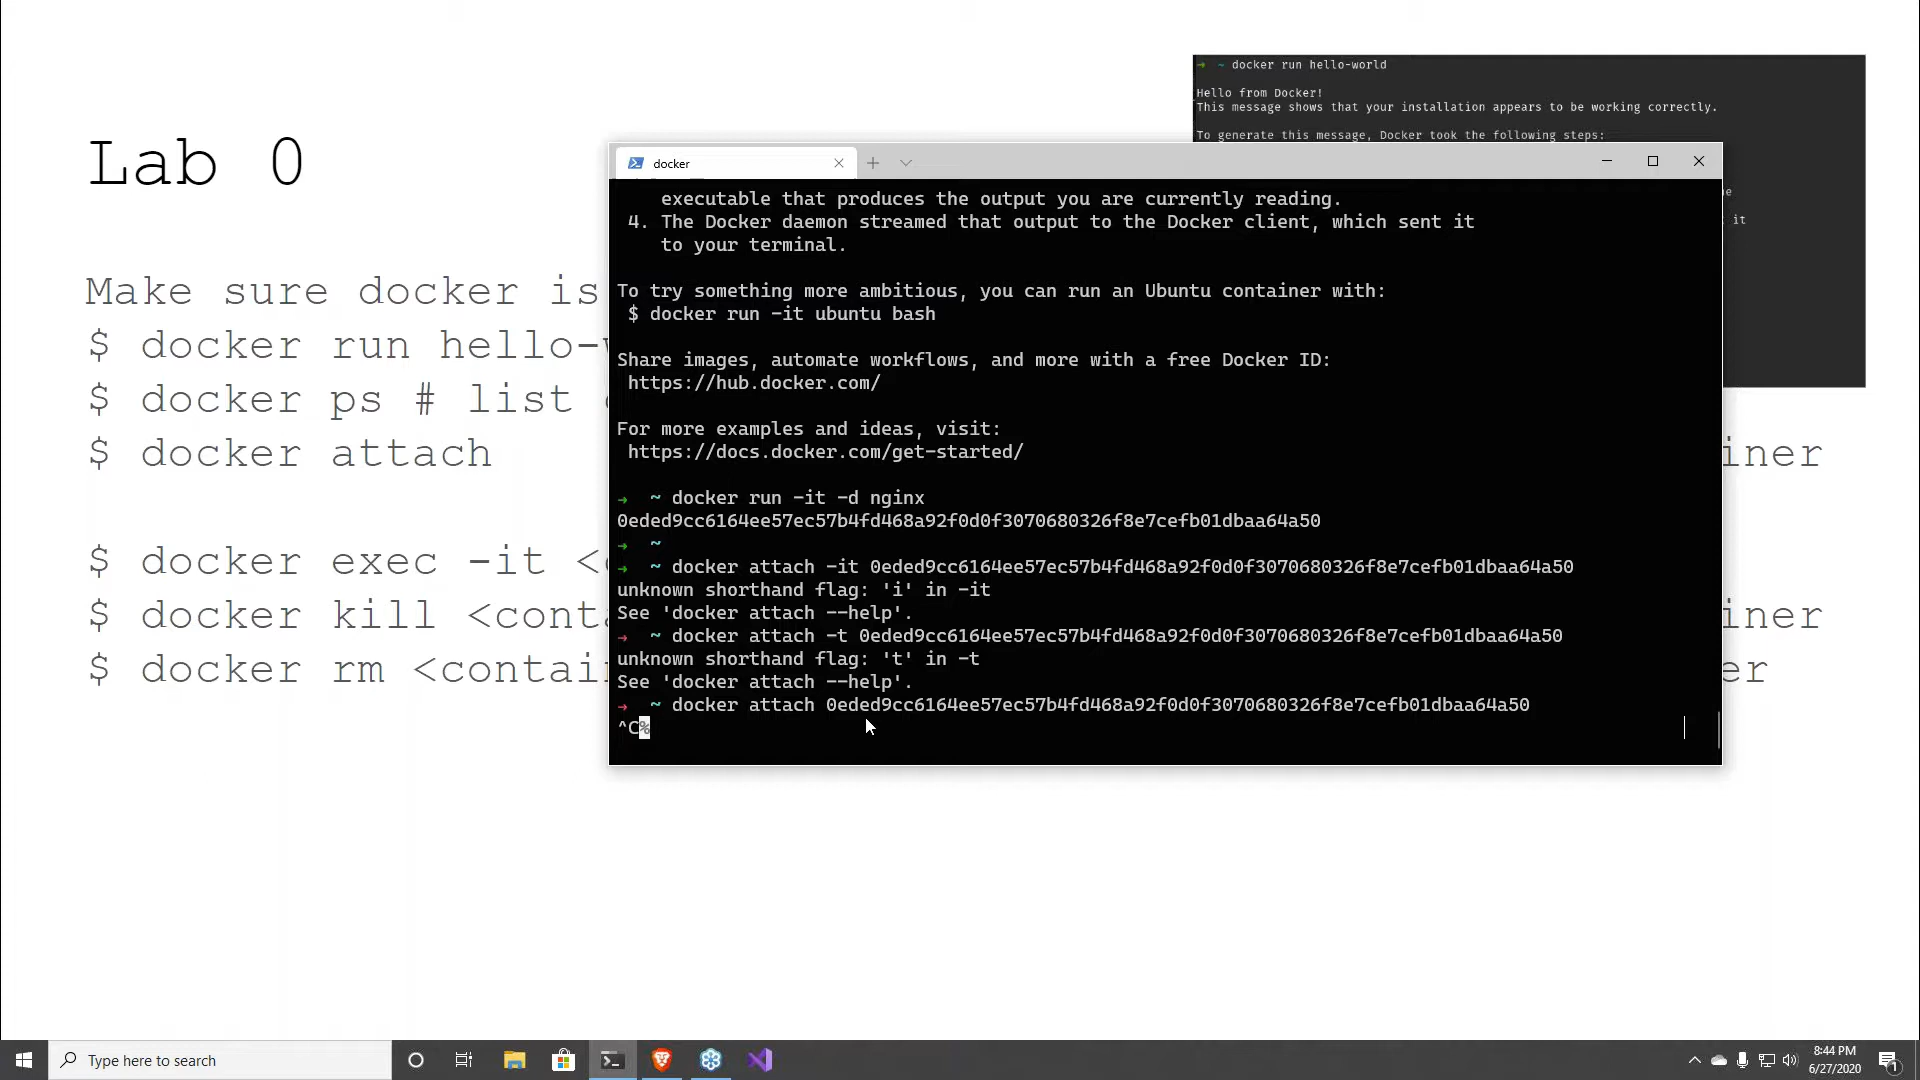 Lab 0
Make sure docker is
$ docker run hello-
$ docker ps # list
$ docker attach
iner
$ docker exec -it <
$ docker kill <cont
iner
$ docker rm <contai
er
→ ~ docker run hello-world
Hello from Docker!
This message shows that your installation appears to be working correctly.
To generate this message, Docker took the following steps:
it
docker
executable that produces the output you are currently reading.
4. The Docker daemon streamed that output to the Docker client, which sent it
to your terminal.
To try something more ambitious, you can run an Ubuntu container with:
$ docker run -it ubuntu bash
Share images, automate workflows, and more with a free Docker ID:
https://hub.docker.com/
For more examples and ideas, visit:
https://docs.docker.com/get-started/
→ ~ docker run -it -d nginx
0eded9cc6164ee57ec57b4fd468a92f0d0f3070680326f8e7cefb01dbaa64a50
→ ~
→ ~ docker attach -it 0eded9cc6164ee57ec57b4fd468a92f0d0f3070680326f8e7cefb01dbaa64a50
unknown shorthand flag: 'i' in -it
See 'docker attach --help'.
→ ~ docker attach -t 0eded9cc6164ee57ec57b4fd468a92f0d0f3070680326f8e7cefb01dbaa64a50
unknown shorthand flag: 't' in -t
See 'docker attach --help'.
→ ~ docker attach 0eded9cc6164ee57ec57b4fd468a92f0d0f3070680326f8e7cefb01dbaa64a50
^C%
Type here to search
8:44 PM
6/27/2020
1